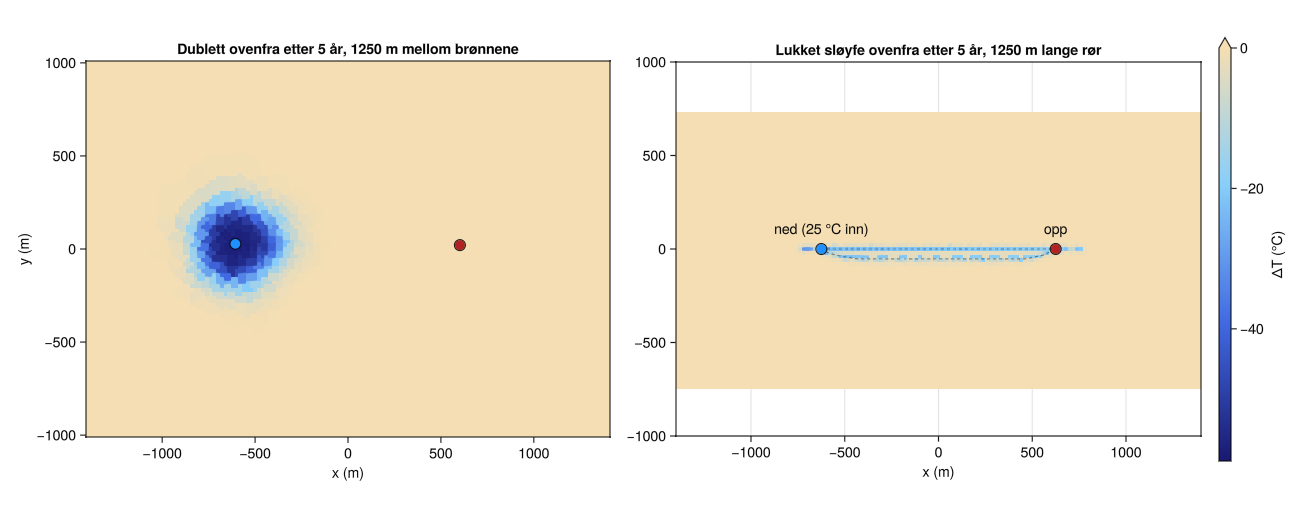 Dublett ovenfra etter 5 år, 1250 m mellom brønnene
1000
500
0
−500
−1000
y (m)
−1000
−500
0
500
1000
x (m)
Lukket sløyfe ovenfra etter 5 år, 1250 m lange rør
1000
500
0
−500
−1000
ned (25 °C inn)
opp
−1000
−500
0
500
1000
x (m)
0
−20
−40
ΔT (°C)